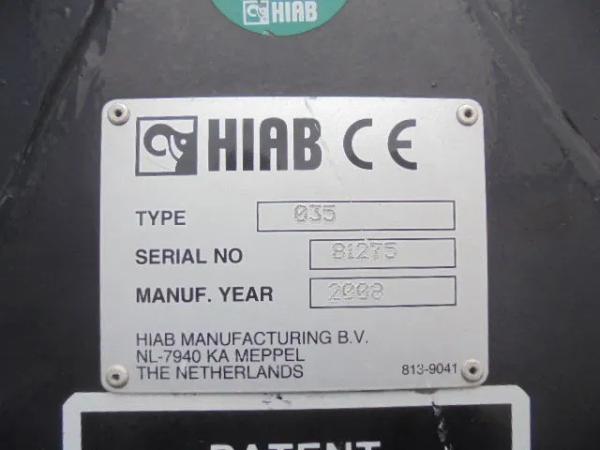 HIAB
HIAB CE
TYPE 035
SERIAL NO 81275
MANUF. YEAR 2008
HIAB MANUFACTURING B.V.
NL-7940 KA MEPPEL
THE NETHERLANDS 813-9041
PATENT